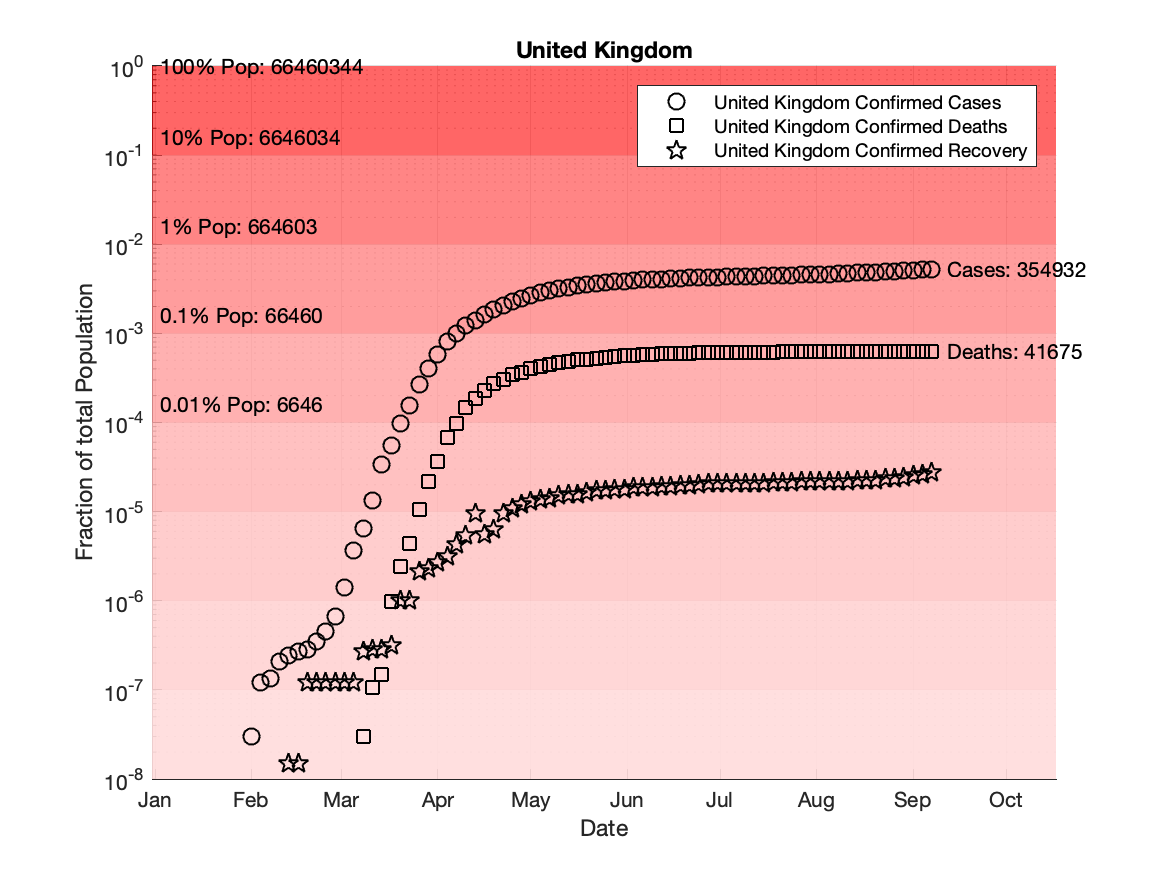 United Kingdom
10^0
10^-1
10^-2
10^-3
10^-4
10^-5
10^-6
10^-7
10^-8
Fraction of total Population
100% Pop: 66460344
10% Pop: 6646034
1% Pop: 664603
0.1% Pop: 66460
0.01% Pop: 6646
United Kingdom Confirmed Cases
United Kingdom Confirmed Deaths
United Kingdom Confirmed Recovery
Cases: 354932
Deaths: 41675
Jan Feb Mar Apr May Jun Jul Aug Sep Oct
Date